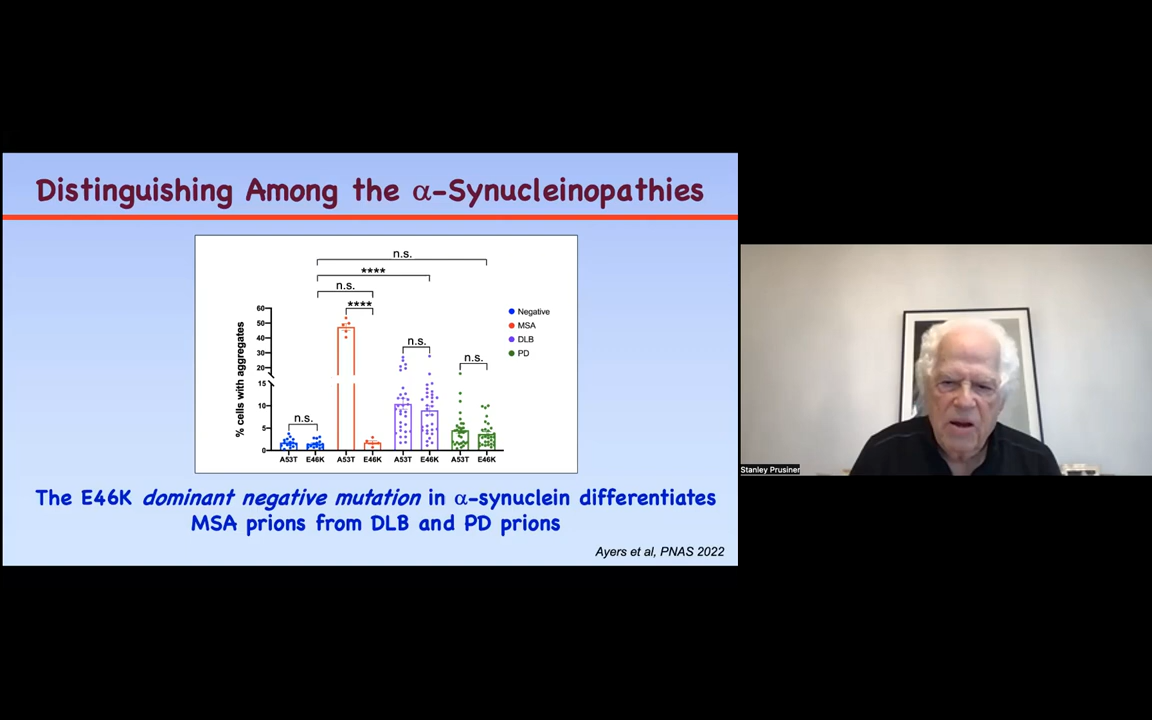 Distinguishing Among the α-Synucleinopathies
n.s.
****
n.s.
****
n.s.
n.s.
n.s.
% cells with aggregates
60
50
40
30
20
15
10
5
0
A53T E46K A53T E46K A53T E46K A53T E46K
Negative
MSA
DLB
PD
The E46K dominant negative mutation in α-synuclein differentiates
MSA prions from DLB and PD prions
Ayers et al, PNAS 2022
Stanley Prusiner